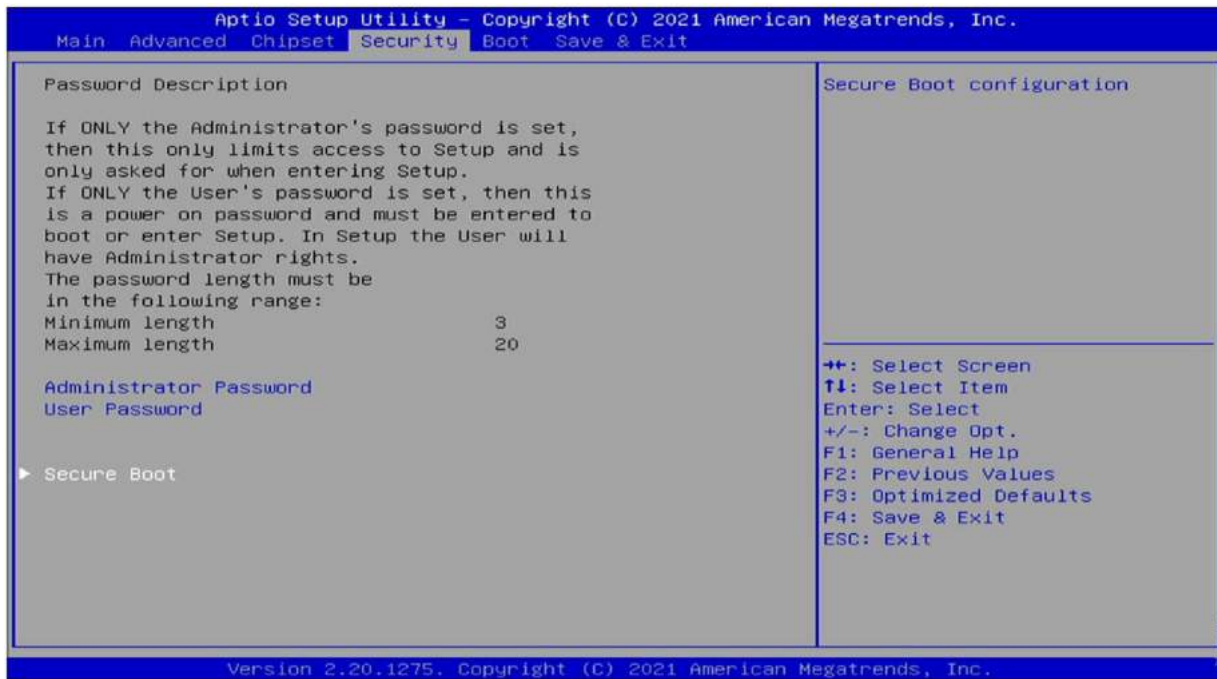 Aptio Setup Utility – Copyright (C) 2021 American Megatrends, Inc.
Main Advanced Chipset Security Boot Save & Exit
Password Description
If ONLY the Administrator's password is set,
then this only limits access to Setup and is
only asked for when entering Setup.
If ONLY the User's password is set, then this
is a power on password and must be entered to
boot or enter Setup. In Setup the User will
have Administrator rights.
The password length must be
in the following range:
Minimum length 3
Maximum length 20
Administrator Password
User Password
► Secure Boot
Secure Boot configuration
→←: Select Screen
↑↓: Select Item
Enter: Select
+/-: Change Opt.
F1: General Help
F2: Previous Values
F3: Optimized Defaults
F4: Save & Exit
ESC: Exit
Version 2.20.1275. Copyright (C) 2021 American Megatrends, Inc.